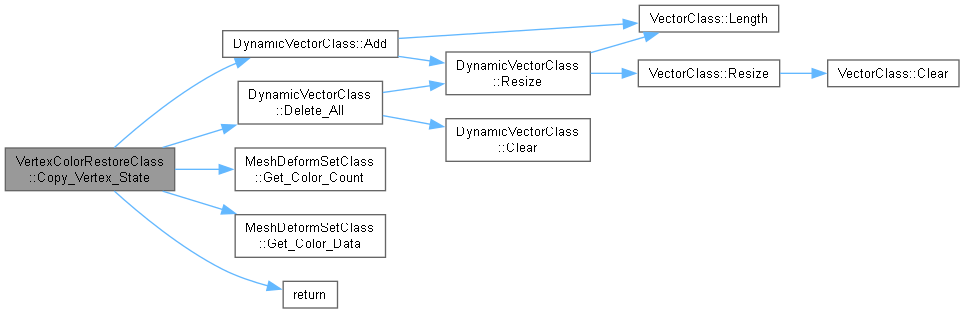 VertexColorRestoreClass
::Copy_Vertex_State
DynamicVectorClass::Add
DynamicVectorClass
::Delete_All
MeshDeformSetClass
::Get_Color_Count
MeshDeformSetClass
::Get_Color_Data
return
DynamicVectorClass
::Resize
DynamicVectorClass
::Clear
VectorClass::Length
VectorClass::Resize
VectorClass::Clear